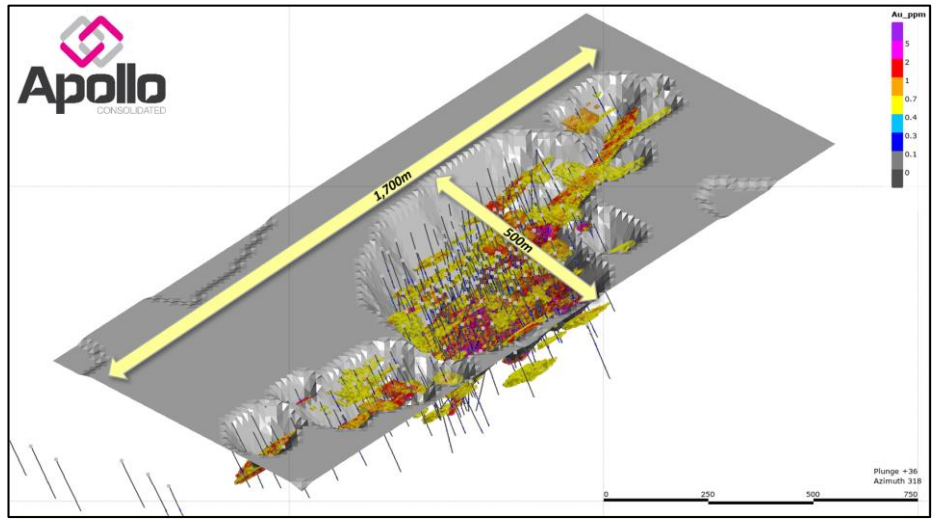 Apollo
CONSOLIDATED
Au_ppm
5
2
1
0.7
0.4
0.3
0.1
0
1,700m
500m
Plunge +36
Azimuth 318
0
250
500
750